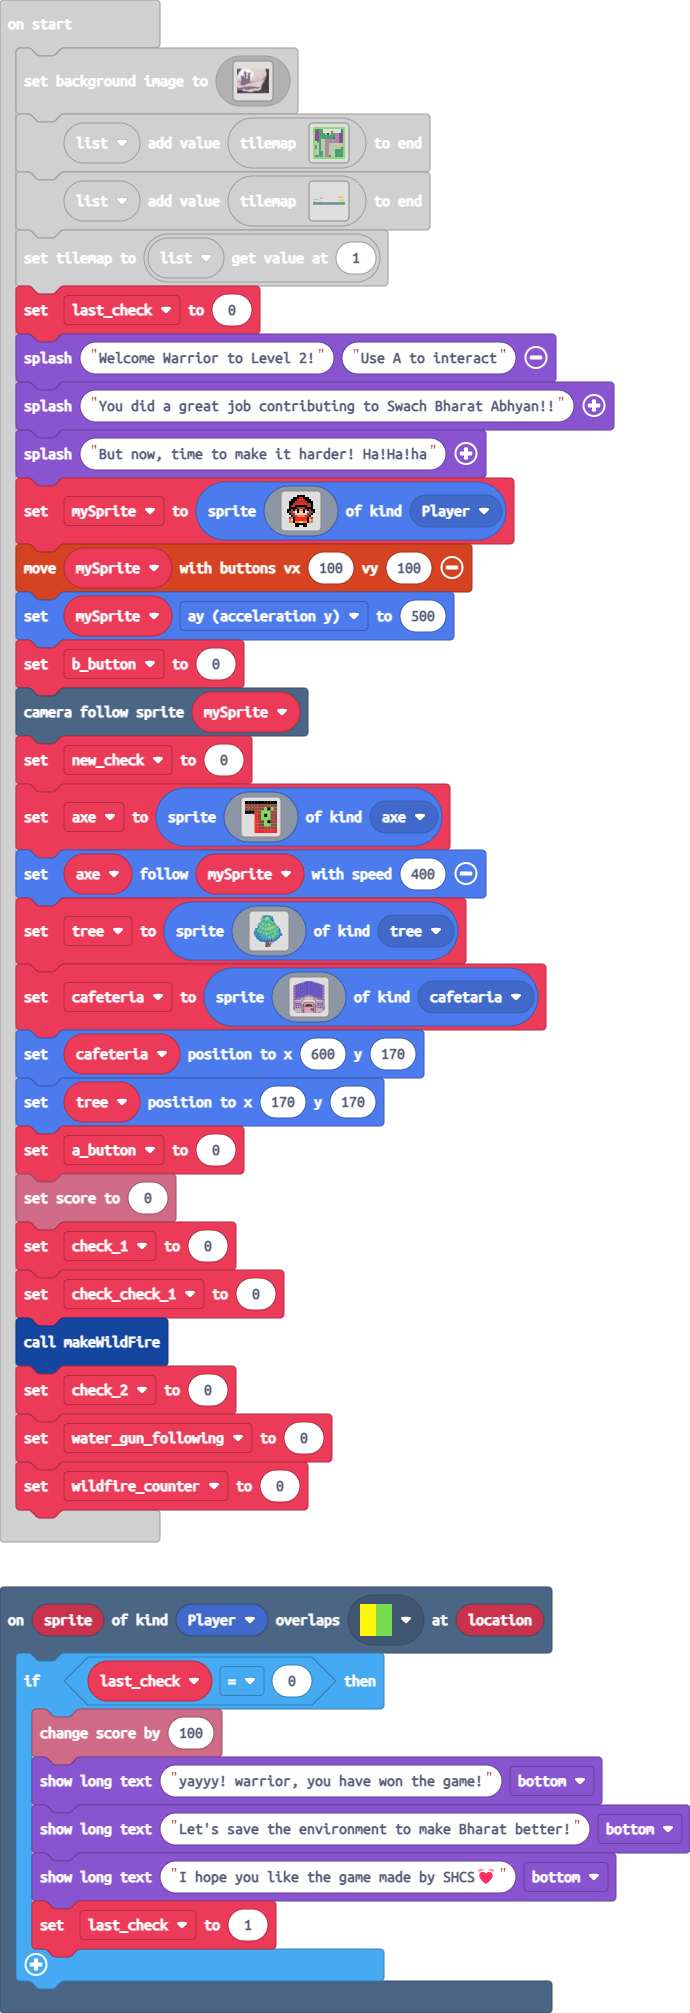 on start
set background image to
list add value tilemap to end
list add value tilemap to end
set tilemap to list get value at 1
set last_check to 0
splash "Welcome Warrior to Level 2!" "Use A to interact"
splash "You did a great job contributing to Swach Bharat Abhyan!!"
splash "But now, time to make it harder! Ha!Ha!ha"
set mySprite to sprite of kind Player
move mySprite with buttons vx 100 vy 100
set mySprite ay (acceleration y) to 500
set b_button to 0
camera follow sprite mySprite
set new_check to 0
set axe to sprite of kind axe
set axe follow mySprite with speed 400
set tree to sprite of kind tree
set cafeteria to sprite of kind cafetaria
set cafeteria position to x 600 y 170
set tree position to x 170 y 170
set a_button to 0
set score to 0
set check_1 to 0
set check_check_1 to 0
call makeWildFire
set check_2 to 0
set water_gun_following to 0
set wildfire_counter to 0
on sprite of kind Player overlaps at location
if last_check = 0 then
change score by 100
show long text "yayyy! warrior, you have won the game!" bottom
show long text "Let's save the environment to make Bharat better!" bottom
show long text "I hope you like the game made by SHCS💓" bottom
set last_check to 1